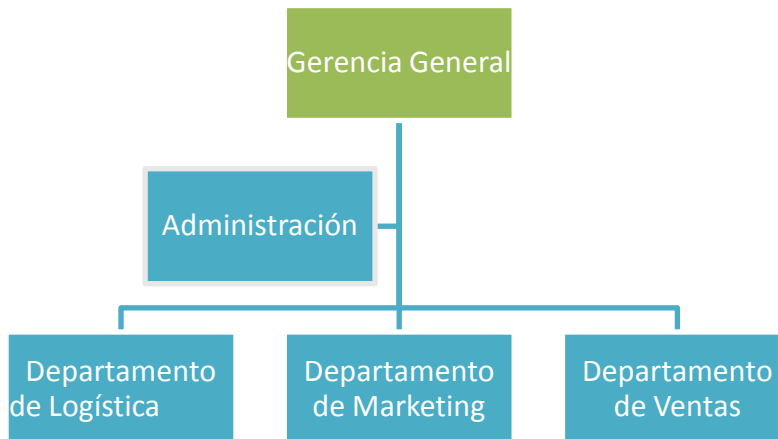 Gerencia General
Administración
Departamento
de Logística
Departamento
de Marketing
Departamento
de Ventas